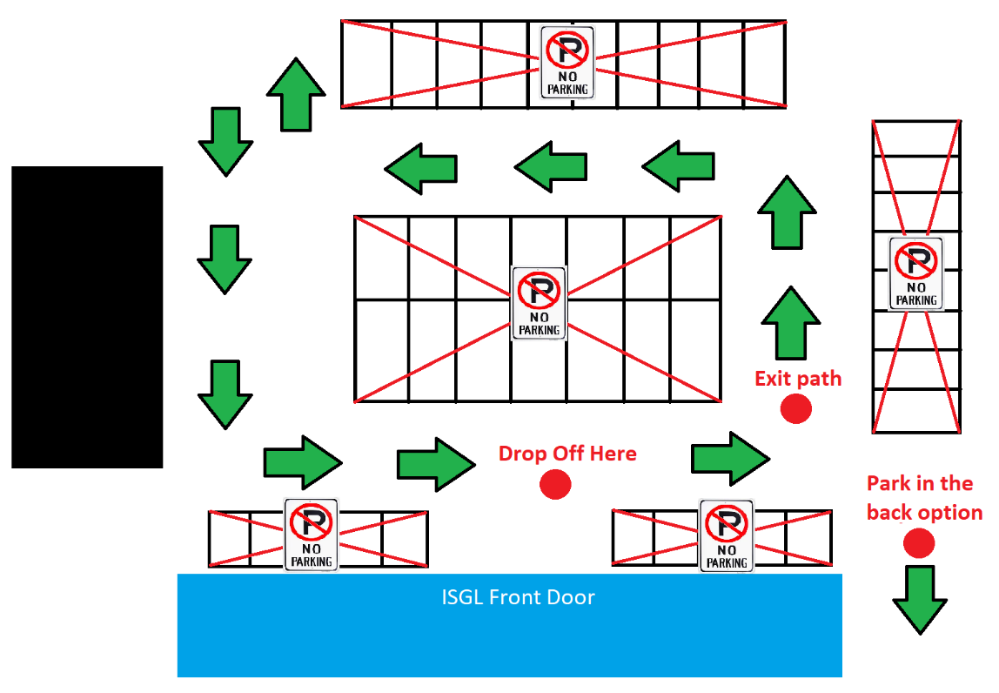 P
NO
PARKING
P
NO
PARKING
P
NO
PARKING
Exit path
Drop Off Here
Park in the
back option
P
NO
PARKING
P
NO
PARKING
ISGL Front Door